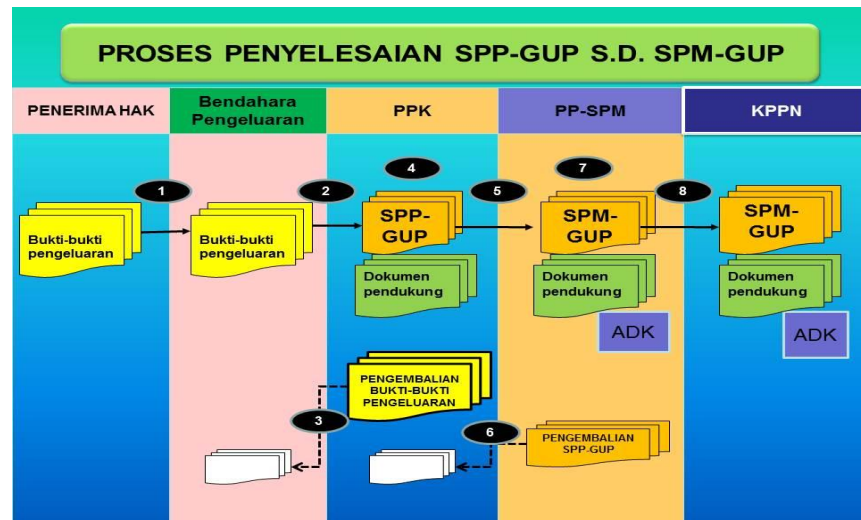 PROSES PENYELESAIAN SPP-GUP S.D. SPM-GUP
PENERIMA HAK
Bendahara
Pengeluaran
PPK
PP-SPM
KPPN
1
2
4
5
7
8
Bukti-bukti
pengeluaran
Bukti-bukti
pengeluaran
SPP-
GUP
SPM-
GUP
SPM-
GUP
Dokumen
pendukung
Dokumen
pendukung
Dokumen
pendukung
ADK
ADK
PENGEMBALIAN
BUKTI-BUKTI
PENGELUARAN
3
6
PENGEMBALIAN
SPP-GUP